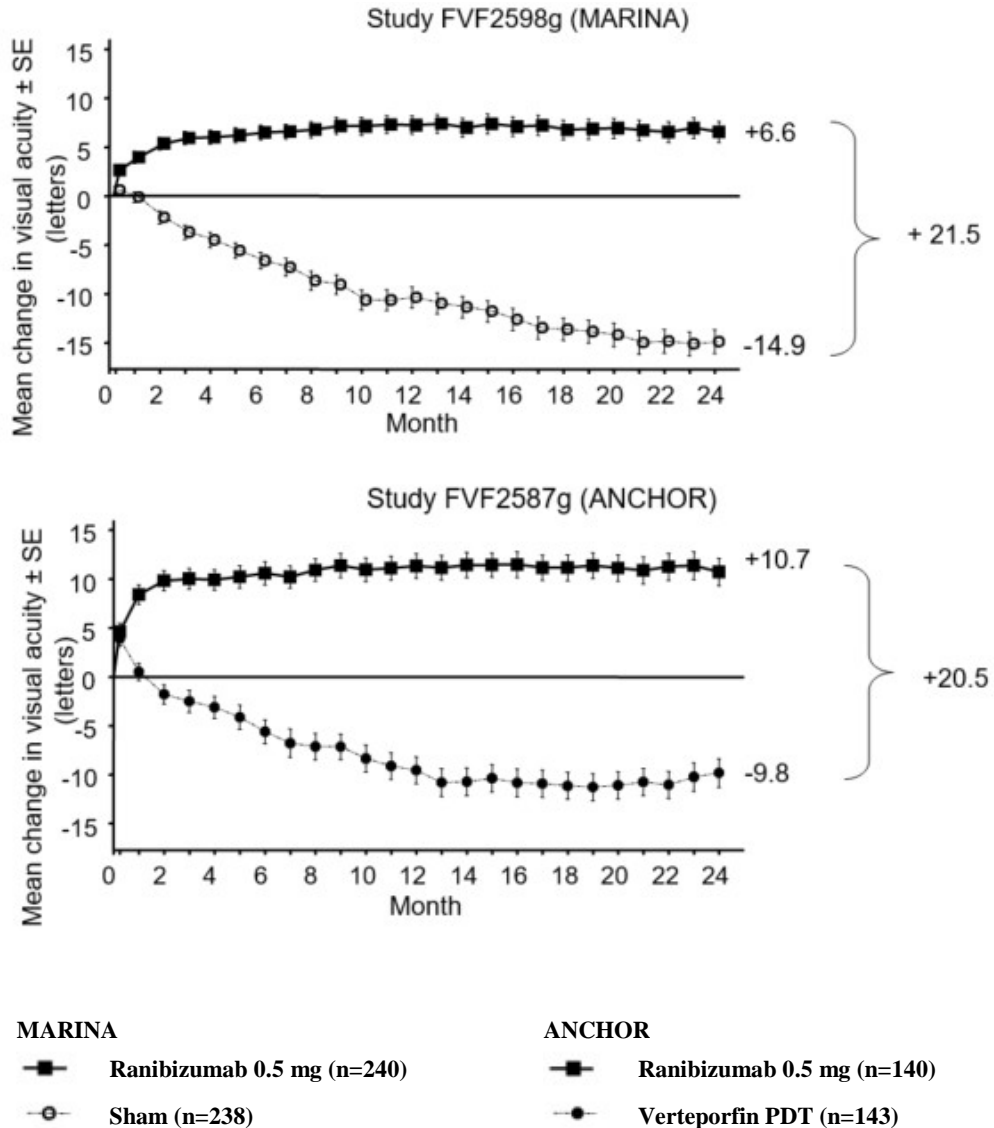 Study FVF2598g (MARINA)
Mean change in visual acuity ± SE
(letters)
15
10
5
0
-5
-10
-15
+6.6
-14.9
+ 21.5
0 2 4 6 8 10 12 14 16 18 20 22 24
Month
Study FVF2587g (ANCHOR)
Mean change in visual acuity ± SE
(letters)
15
10
5
0
-5
-10
-15
+10.7
-9.8
+20.5
0 2 4 6 8 10 12 14 16 18 20 22 24
Month
MARINA
Ranibizumab 0.5 mg (n=240)
Sham (n=238)
ANCHOR
Ranibizumab 0.5 mg (n=140)
Verteporfin PDT (n=143)